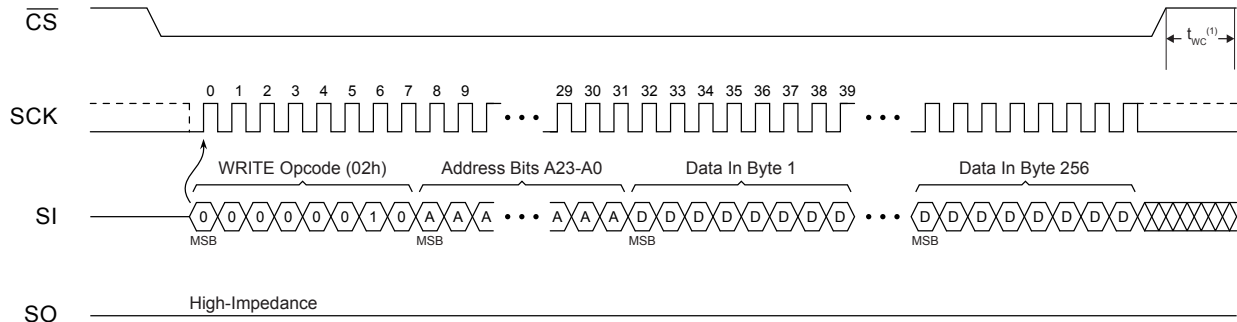 CS
t_WC(1)
0 1 2 3 4 5 6 7 8 9 29 30 31 32 33 34 35 36 37 38 39
SCK
WRITE Opcode (02h) Address Bits A23-A0 Data In Byte 1 Data In Byte 256
SI 0 0 0 0 0 0 1 0 A A A A A A D D D D D D D D D D D D D D D D
MSB MSB MSB MSB
High-Impedance
SO